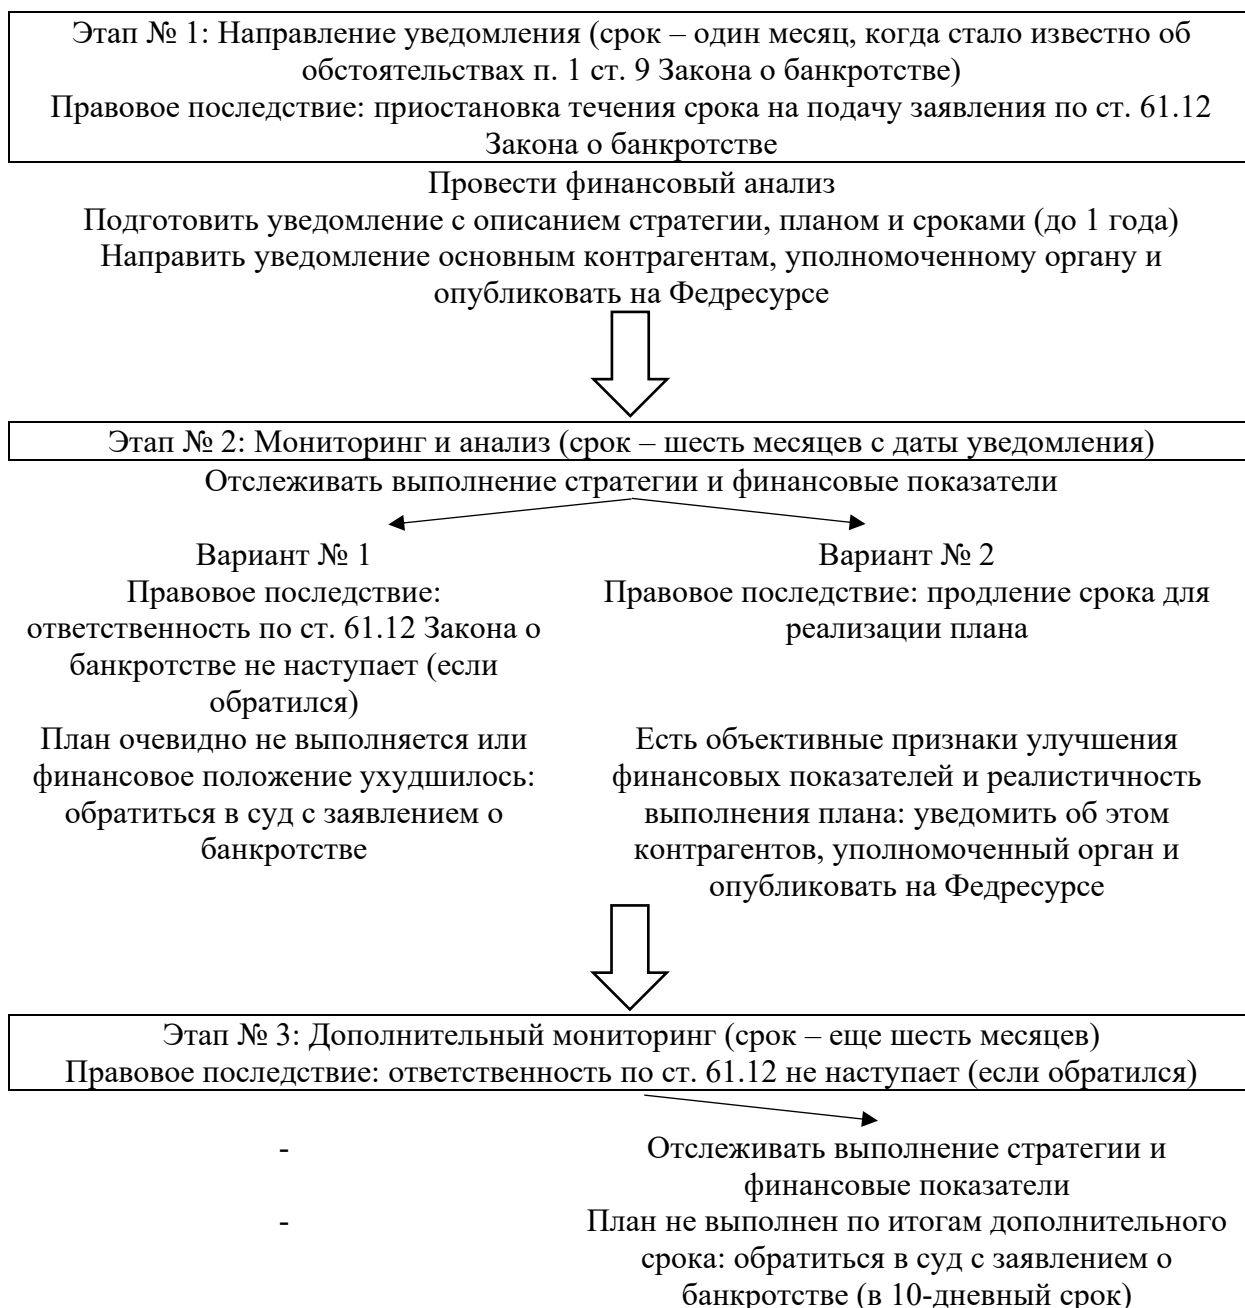 Этап № 1: Направление уведомления (срок – один месяц, когда стало известно об
обстоятельствах п. 1 ст. 9 Закона о банкротстве)
Правовое последствие: приостановка течения срока на подачу заявления по ст. 61.12
Закона о банкротстве
Провести финансовый анализ
Подготовить уведомление с описанием стратегии, планом и сроками (до 1 года)
Направить уведомление основным контрагентам, уполномоченному органу и
опубликовать на Федресурсе
Этап № 2: Мониторинг и анализ (срок – шесть месяцев с даты уведомления)
Отслеживать выполнение стратегии и финансовые показатели
Вариант № 1
Правовое последствие:
ответственность по ст. 61.12 Закона о
банкротстве не наступает (если
обратился)
План очевидно не выполняется или
финансовое положение ухудшилось:
обратиться в суд с заявлением о
банкротстве
Вариант № 2
Правовое последствие: продление срока для
реализации плана
Есть объективные признаки улучшения
финансовых показателей и реалистичность
выполнения плана: уведомить об этом
контрагентов, уполномоченный орган и
опубликовать на Федресурсе
Этап № 3: Дополнительный мониторинг (срок – еще шесть месяцев)
Правовое последствие: ответственность по ст. 61.12 не наступает (если обратился)
-
Отслеживать выполнение стратегии и
финансовые показатели
-
План не выполнен по итогам дополнительного
срока: обратиться в суд с заявлением о
банкротстве (в 10-дневный срок)